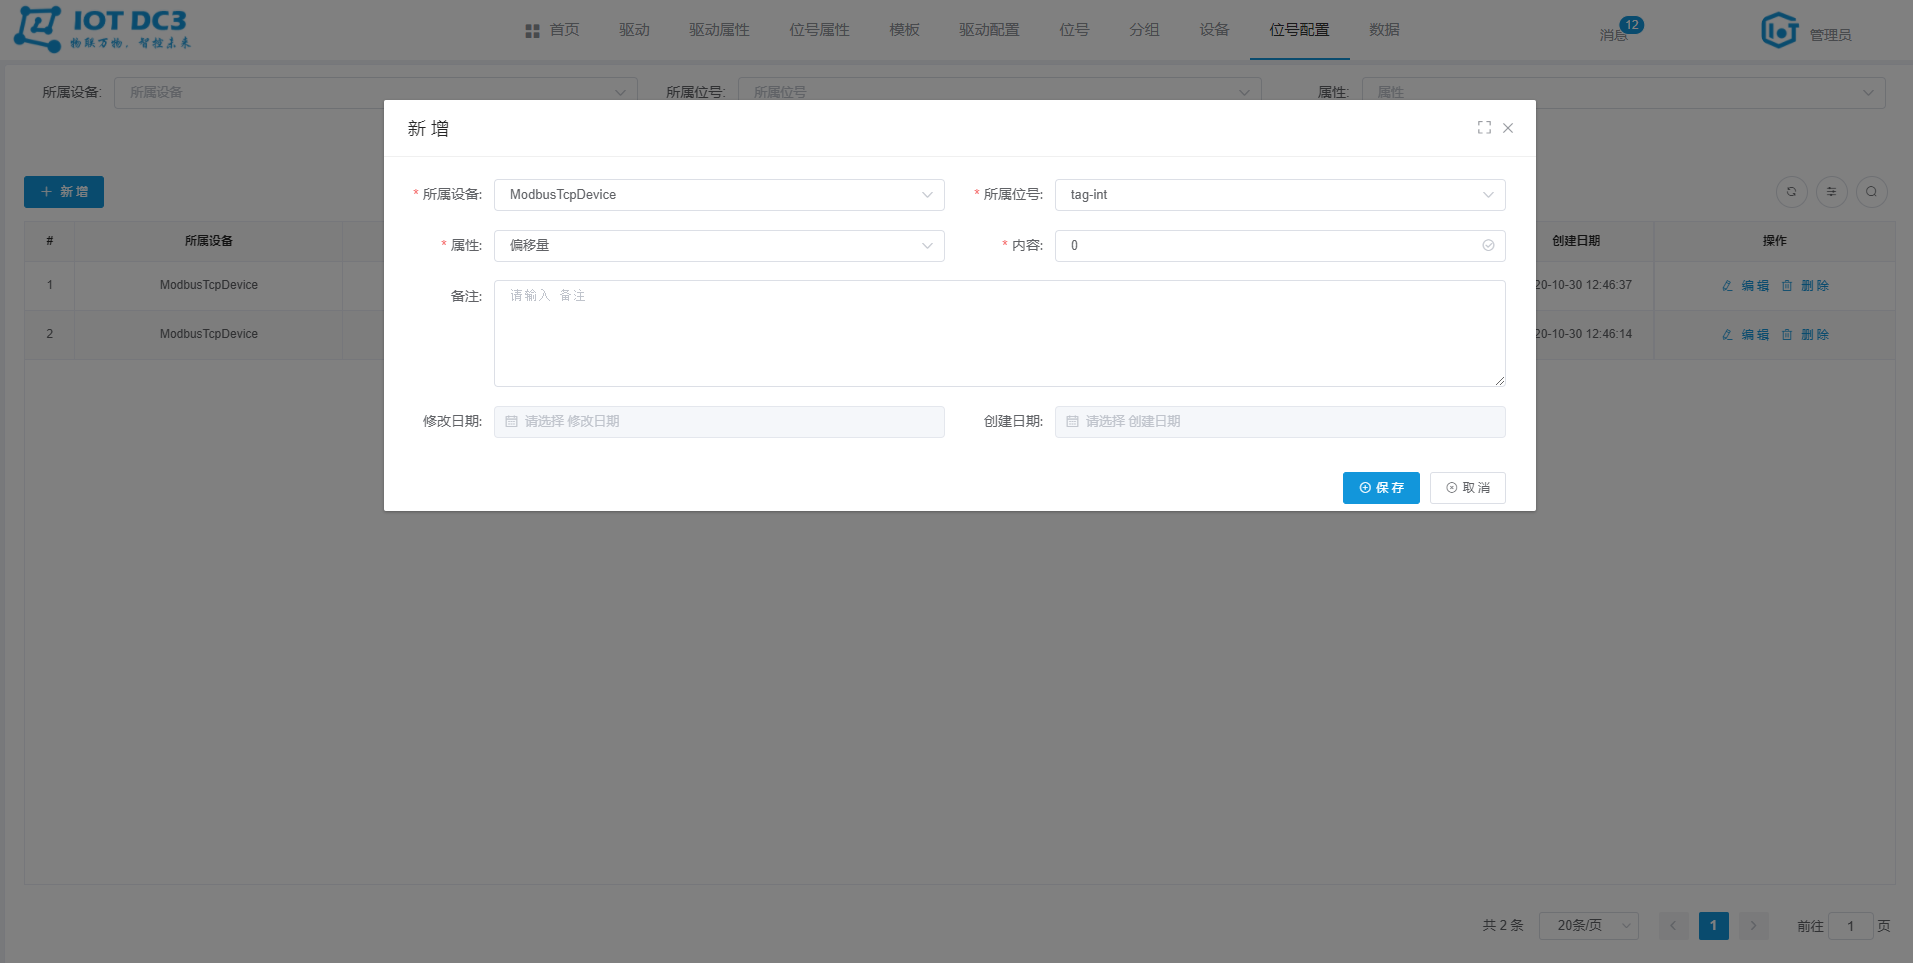 IOT DC3
物联万物，智控未来
首页 驱动 驱动属性 位号属性 模板 驱动配置 位号 分组 设备 位号配置 数据
消息 12
管理员
所属设备: 所属设备 所属位号: 所属位号 属性: 属性
新 增
* 所属设备: ModbusTcpDevice * 所属位号: tag-int
* 属性: 偏移量 * 内容: 0
备注: 请输入 备注
修改日期: 请选择 修改日期 创建日期: 请选择 创建日期
保 存 取 消
新 增
# 所属设备 创建日期 操作
1 ModbusTcpDevice 20-10-30 12:46:37 编 辑 删 除
2 ModbusTcpDevice 20-10-30 12:46:14 编 辑 删 除
共 2 条 20条/页 1 前往 1 页